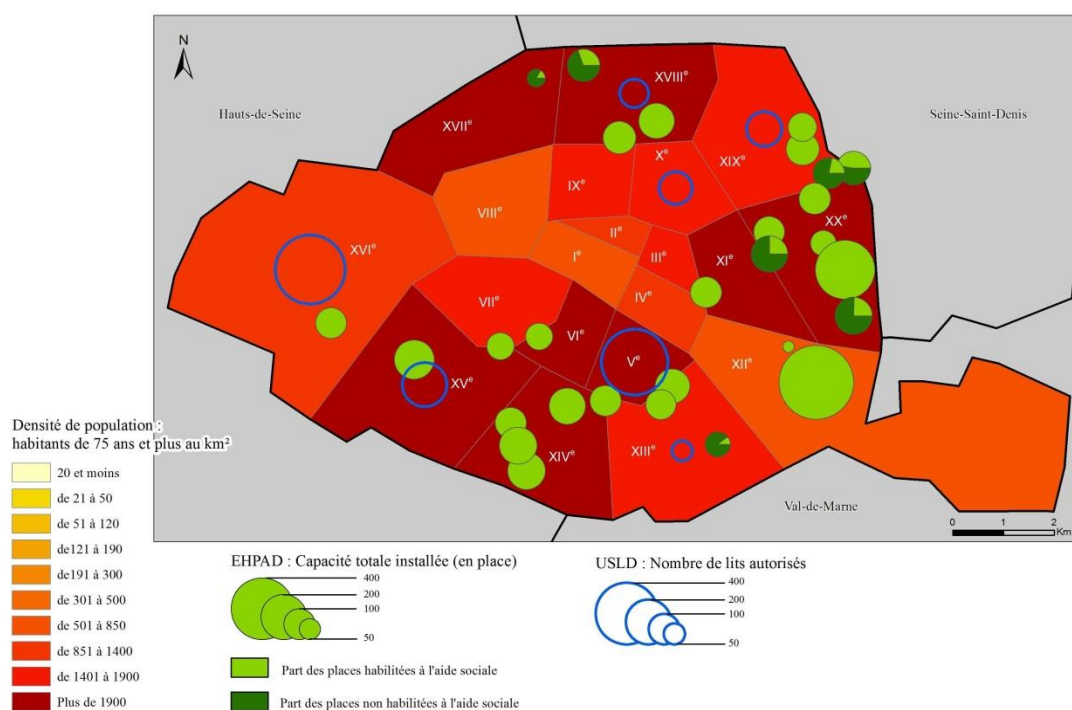 N
Hauts-de-Seine
Seine-Saint-Denis
XVIIIᵉ
XVIIᵉ
XIXᵉ
Xᵉ
IXᵉ
VIIIᵉ
XXᵉ
IIᵉ
XVIᵉ
Iᵉ
IIIᵉ
XIᵉ
IVᵉ
VIIᵉ
VIᵉ
Vᵉ
XIIᵉ
XVᵉ
XIVᵉ
XIIIᵉ
Val-de-Marne
0 1 2
Km
Densité de population :
habitants de 75 ans et plus au km²
20 et moins
de 21 à 50
de 51 à 120
de121 à 190
de191 à 300
de 301 à 500
de 501 à 850
de 851 à 1400
de 1401 à 1900
Plus de 1900
EHPAD : Capacité totale installée (en place)
400
200
100
50
Part des places habilitées à l'aide sociale
Part des places non habilitées à l'aide sociale
USLD : Nombre de lits autorisés
400
200
100
50